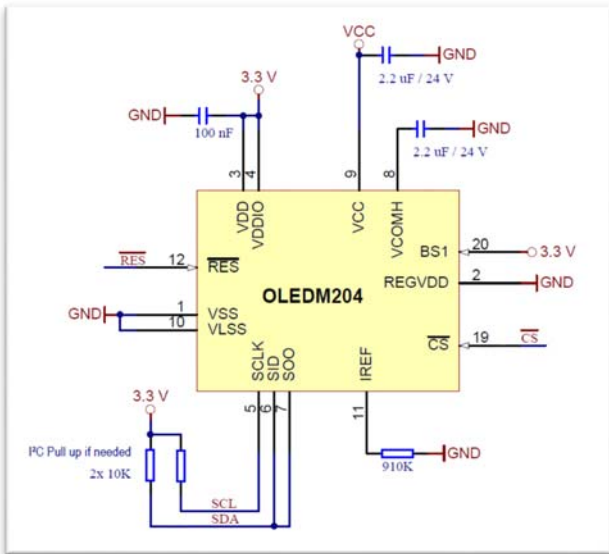 VCC
GND
2.2 uF / 24 V
3.3 V
GND
100 nF
GND
2.2 uF / 24 V
3
4
9
8
VDD
VDDIO
VCC
VCOMH
BS1
20
3.3 V
RES
12
RES
REGVDD
2
GND
OLEDM204
GND
1
VSS
10
VLSS
CS
19
CS
SCLK
SID
SOO
IREF
5
6
7
11
3.3 V
I²C Pull up if needed
2x 10K
910K
GND
SCL
SDA